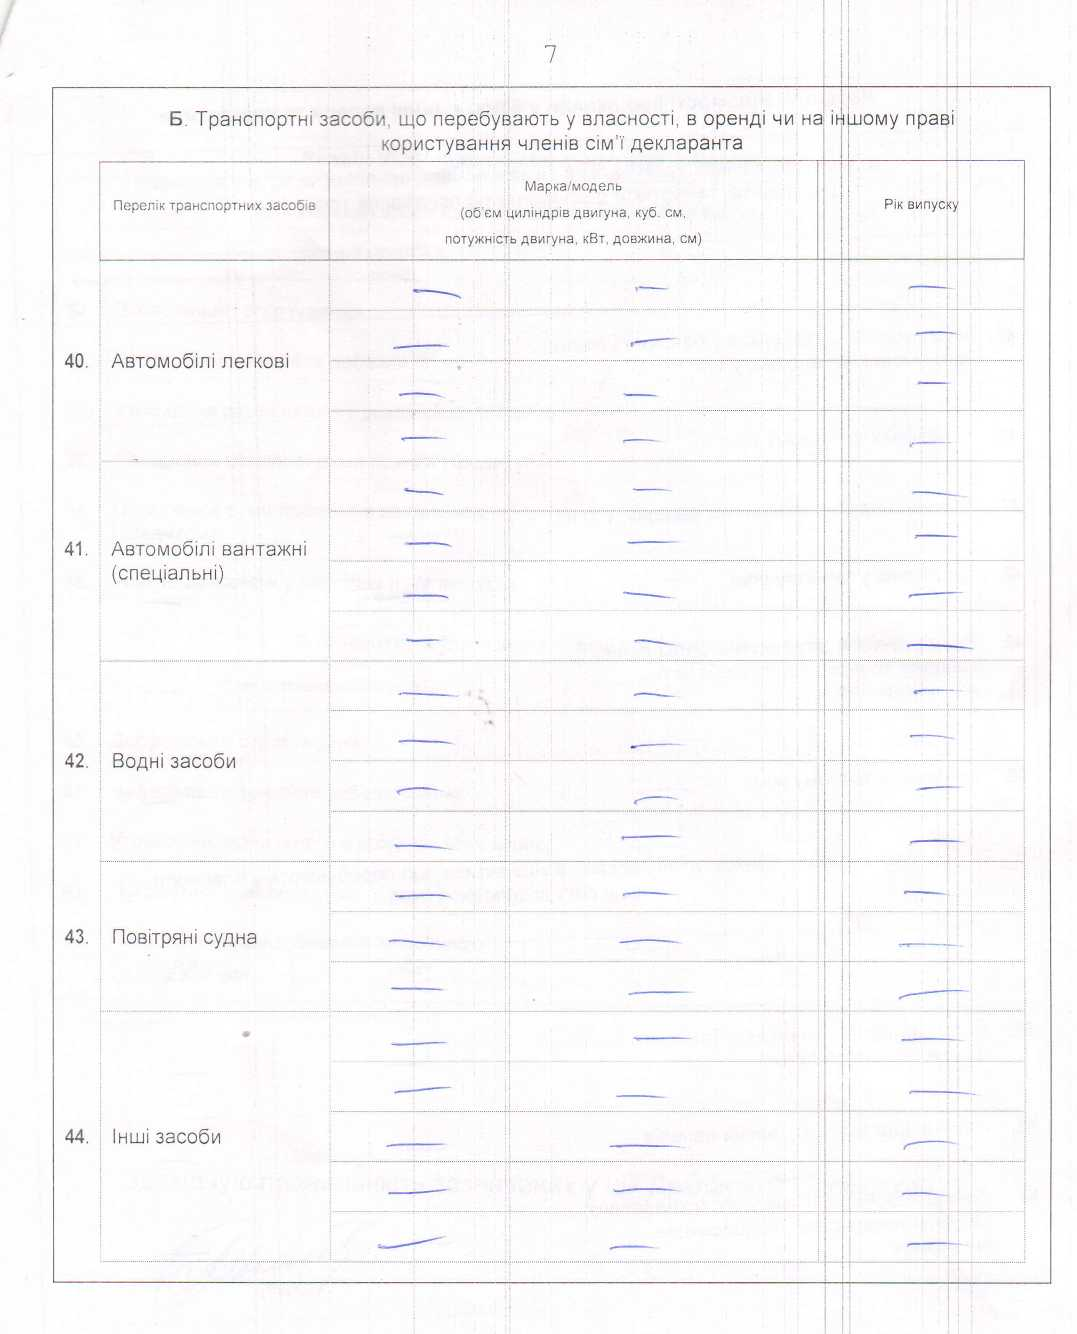 7
Б. Транспортні засоби, що перебувають у власності, в оренді чи на іншому праві
користування членів сім'ї декларанта
Перелік транспортних засобів
Марка/модель
(об'єм циліндрів двигуна, куб. см,
потужність двигуна, кВт, довжина, см)
Рік випуску
— — —
— — —
40. Автомобілі легкові
— — —
— — —
— — —
— — —
41. Автомобілі вантажні
(спеціальні)
— — —
— — —
— — —
— — —
42. Водні засоби
— — —
— — —
— — —
43. Повітряні судна
— — —
— — —
— — —
— — —
44. Інші засоби
— — —
— — —
— — —